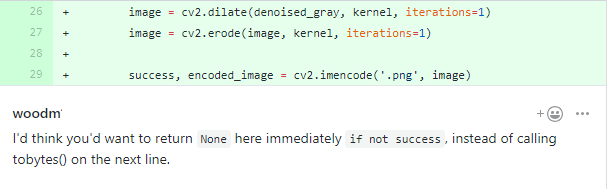 26 + image = cv2.dilate(denoised_gray, kernel, iterations=1)
27 + image = cv2.erode(image, kernel, iterations=1)
28 +
29 + success, encoded_image = cv2.imencode('.png', image)
woodm
I'd think you'd want to return None here immediately if not success, instead of calling
tobytes() on the next line.